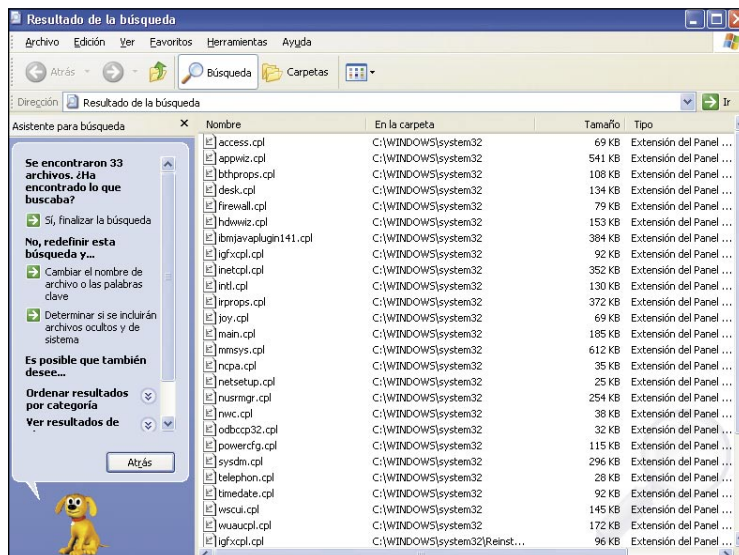 Resultado de la búsqueda
Archivo Edición Ver Favoritos Herramientas Ayuda
Atrás Búsqueda Carpetas
Dirección Resultado de la búsqueda Ir
Asistente para búsqueda
Se encontraron 33
archivos. ¿Ha
encontrado lo que
buscaba?
Sí, finalizar la búsqueda
No, redefinir esta
búsqueda y...
Cambiar el nombre de
archivo o las palabras
clave
Determinar si se incluirán
archivos ocultos y de
sistema
Es posible que también
desee...
Ordenar resultados
por categoría
Ver resultados de
Atrás
Nombre En la carpeta Tamaño Tipo
access.cpl C:\WINDOWS\system32 69 KB Extensión del Panel ...
appwiz.cpl C:\WINDOWS\system32 541 KB Extensión del Panel ...
bthprops.cpl C:\WINDOWS\system32 108 KB Extensión del Panel ...
desk.cpl C:\WINDOWS\system32 134 KB Extensión del Panel ...
firewall.cpl C:\WINDOWS\system32 79 KB Extensión del Panel ...
hdwwiz.cpl C:\WINDOWS\system32 153 KB Extensión del Panel ...
ibmjavaplugin141.cpl C:\WINDOWS\system32 384 KB Extensión del Panel ...
igfxcpl.cpl C:\WINDOWS\system32 92 KB Extensión del Panel ...
inetcpl.cpl C:\WINDOWS\system32 352 KB Extensión del Panel ...
intl.cpl C:\WINDOWS\system32 130 KB Extensión del Panel ...
irprops.cpl C:\WINDOWS\system32 372 KB Extensión del Panel ...
joy.cpl C:\WINDOWS\system32 69 KB Extensión del Panel ...
main.cpl C:\WINDOWS\system32 185 KB Extensión del Panel ...
mmsys.cpl C:\WINDOWS\system32 612 KB Extensión del Panel ...
ncpa.cpl C:\WINDOWS\system32 35 KB Extensión del Panel ...
netsetup.cpl C:\WINDOWS\system32 25 KB Extensión del Panel ...
nusrmgr.cpl C:\WINDOWS\system32 254 KB Extensión del Panel ...
nwc.cpl C:\WINDOWS\system32 38 KB Extensión del Panel ...
odbccp32.cpl C:\WINDOWS\system32 32 KB Extensión del Panel ...
powercfg.cpl C:\WINDOWS\system32 115 KB Extensión del Panel ...
sysdm.cpl C:\WINDOWS\system32 296 KB Extensión del Panel ...
telephon.cpl C:\WINDOWS\system32 28 KB Extensión del Panel ...
timedate.cpl C:\WINDOWS\system32 92 KB Extensión del Panel ...
wscui.cpl C:\WINDOWS\system32 145 KB Extensión del Panel ...
wuaucpl.cpl C:\WINDOWS\system32 172 KB Extensión del Panel ...
igfxcpl.cpl C:\WINDOWS\system32\Reinst... 96 KB Extensión del Panel ...